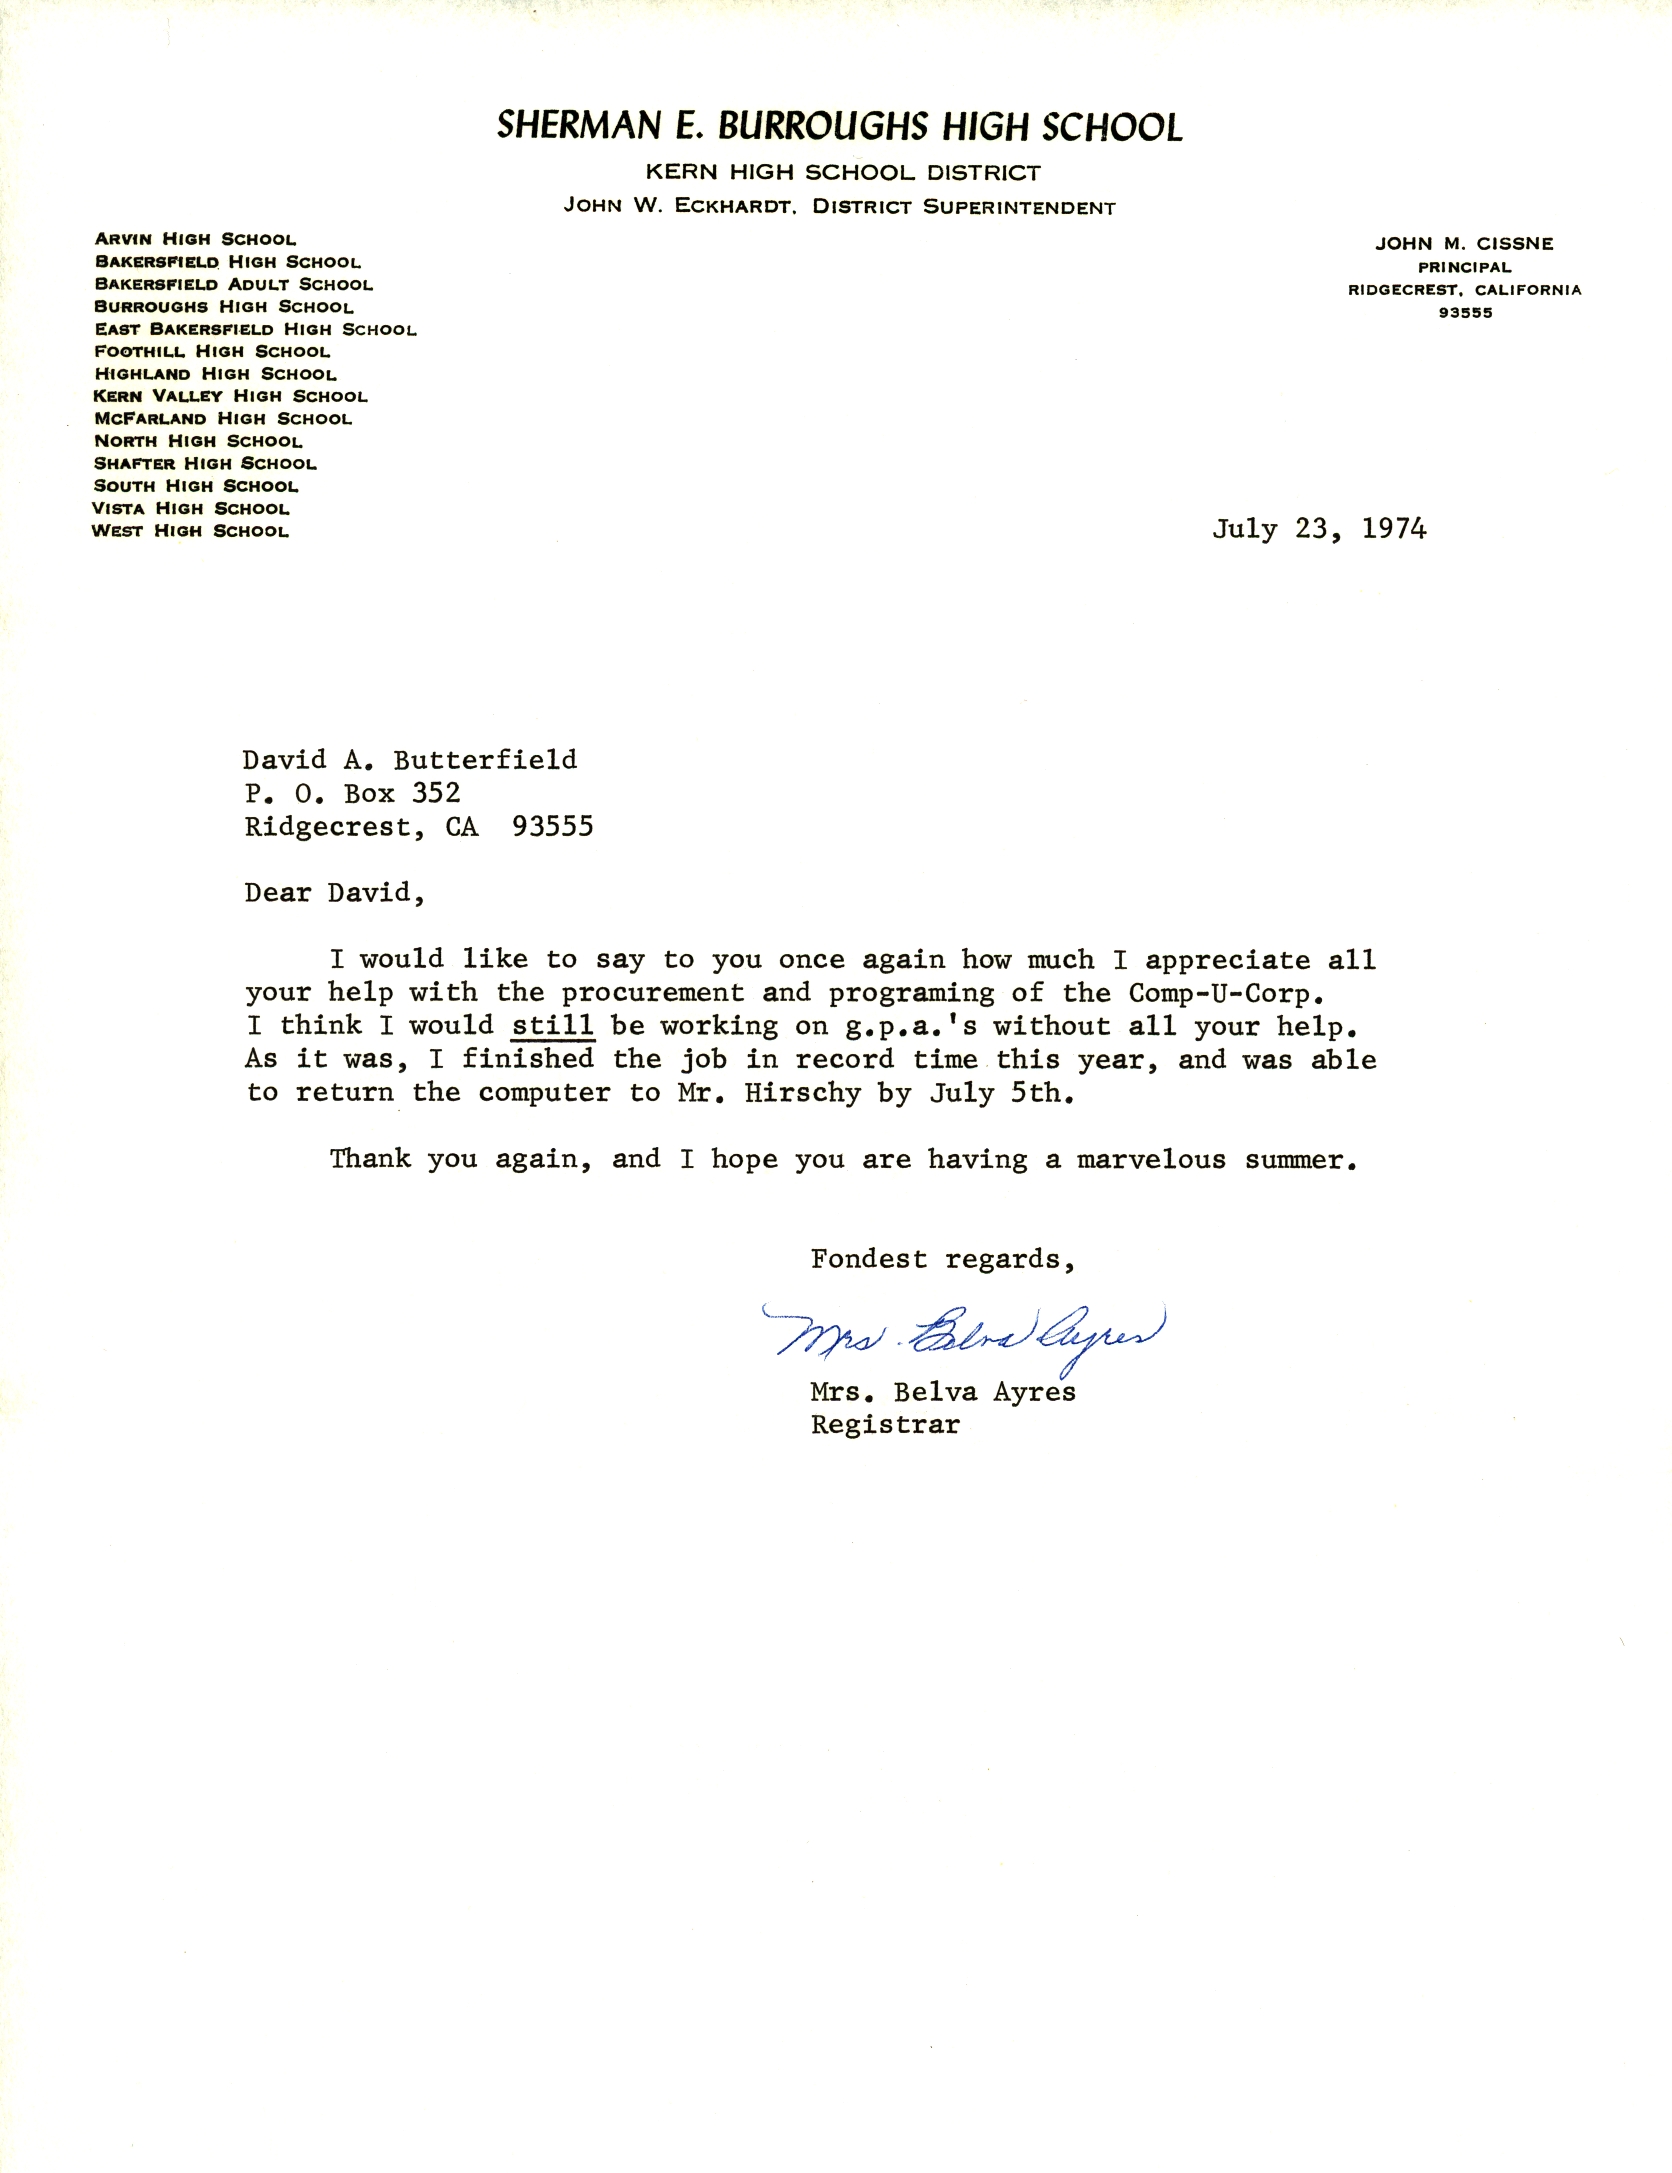 SHERMAN E. BURROUGHS HIGH SCHOOL
KERN HIGH SCHOOL DISTRICT
JOHN W. ECKHARDT, DISTRICT SUPERINTENDENT
ARVIN HIGH SCHOOL
BAKERSFIELD HIGH SCHOOL
BAKERSFIELD ADULT SCHOOL
BURROUGHS HIGH SCHOOL
EAST BAKERSFIELD HIGH SCHOOL
FOOTHILL HIGH SCHOOL
HIGHLAND HIGH SCHOOL
KERN VALLEY HIGH SCHOOL
MCFARLAND HIGH SCHOOL
NORTH HIGH SCHOOL
SHAFTER HIGH SCHOOL
SOUTH HIGH SCHOOL
VISTA HIGH SCHOOL
WEST HIGH SCHOOL
JOHN M. CISSNE
PRINCIPAL
RIDGECREST, CALIFORNIA
93555
July 23, 1974
David A. Butterfield
P. O. Box 352
Ridgecrest, CA 93555
Dear David,
I would like to say to you once again how much I appreciate all
your help with the procurement and programing of the Comp-U-Corp.
I think I would still be working on g.p.a.'s without all your help.
As it was, I finished the job in record time this year, and was able
to return the computer to Mr. Hirschy by July 5th.
Thank you again, and I hope you are having a marvelous summer.
Fondest regards,
Mrs. Belva Ayres
Mrs. Belva Ayres
Registrar